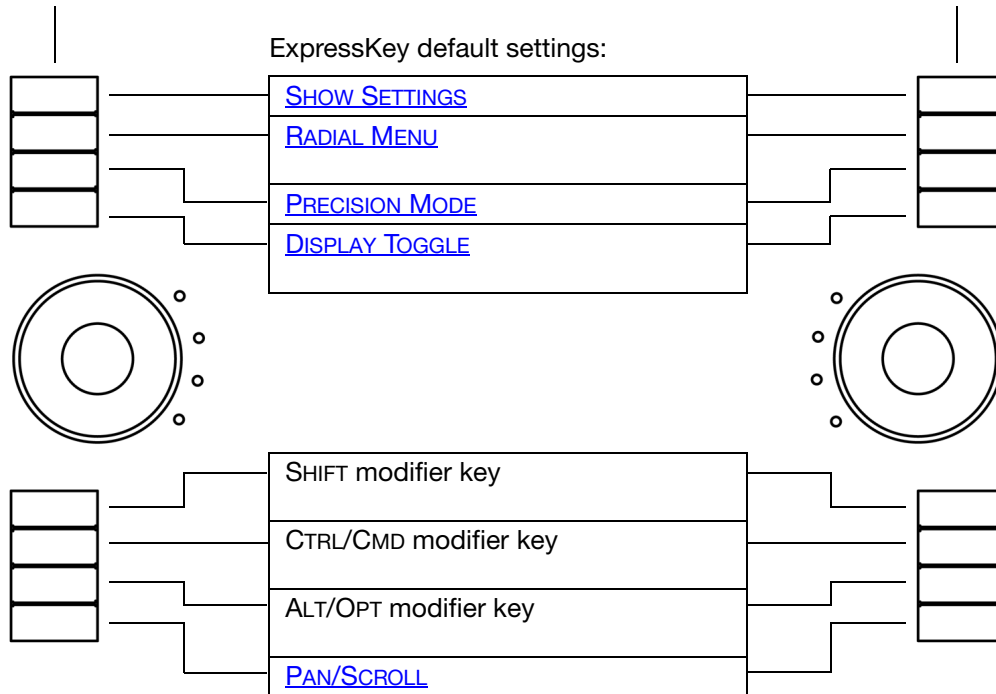 ExpressKey default settings:
SHOW SETTINGS
RADIAL MENU
PRECISION MODE
DISPLAY TOGGLE
SHIFT modifier key
CTRL/CMD modifier key
ALT/OPT modifier key
PAN/SCROLL